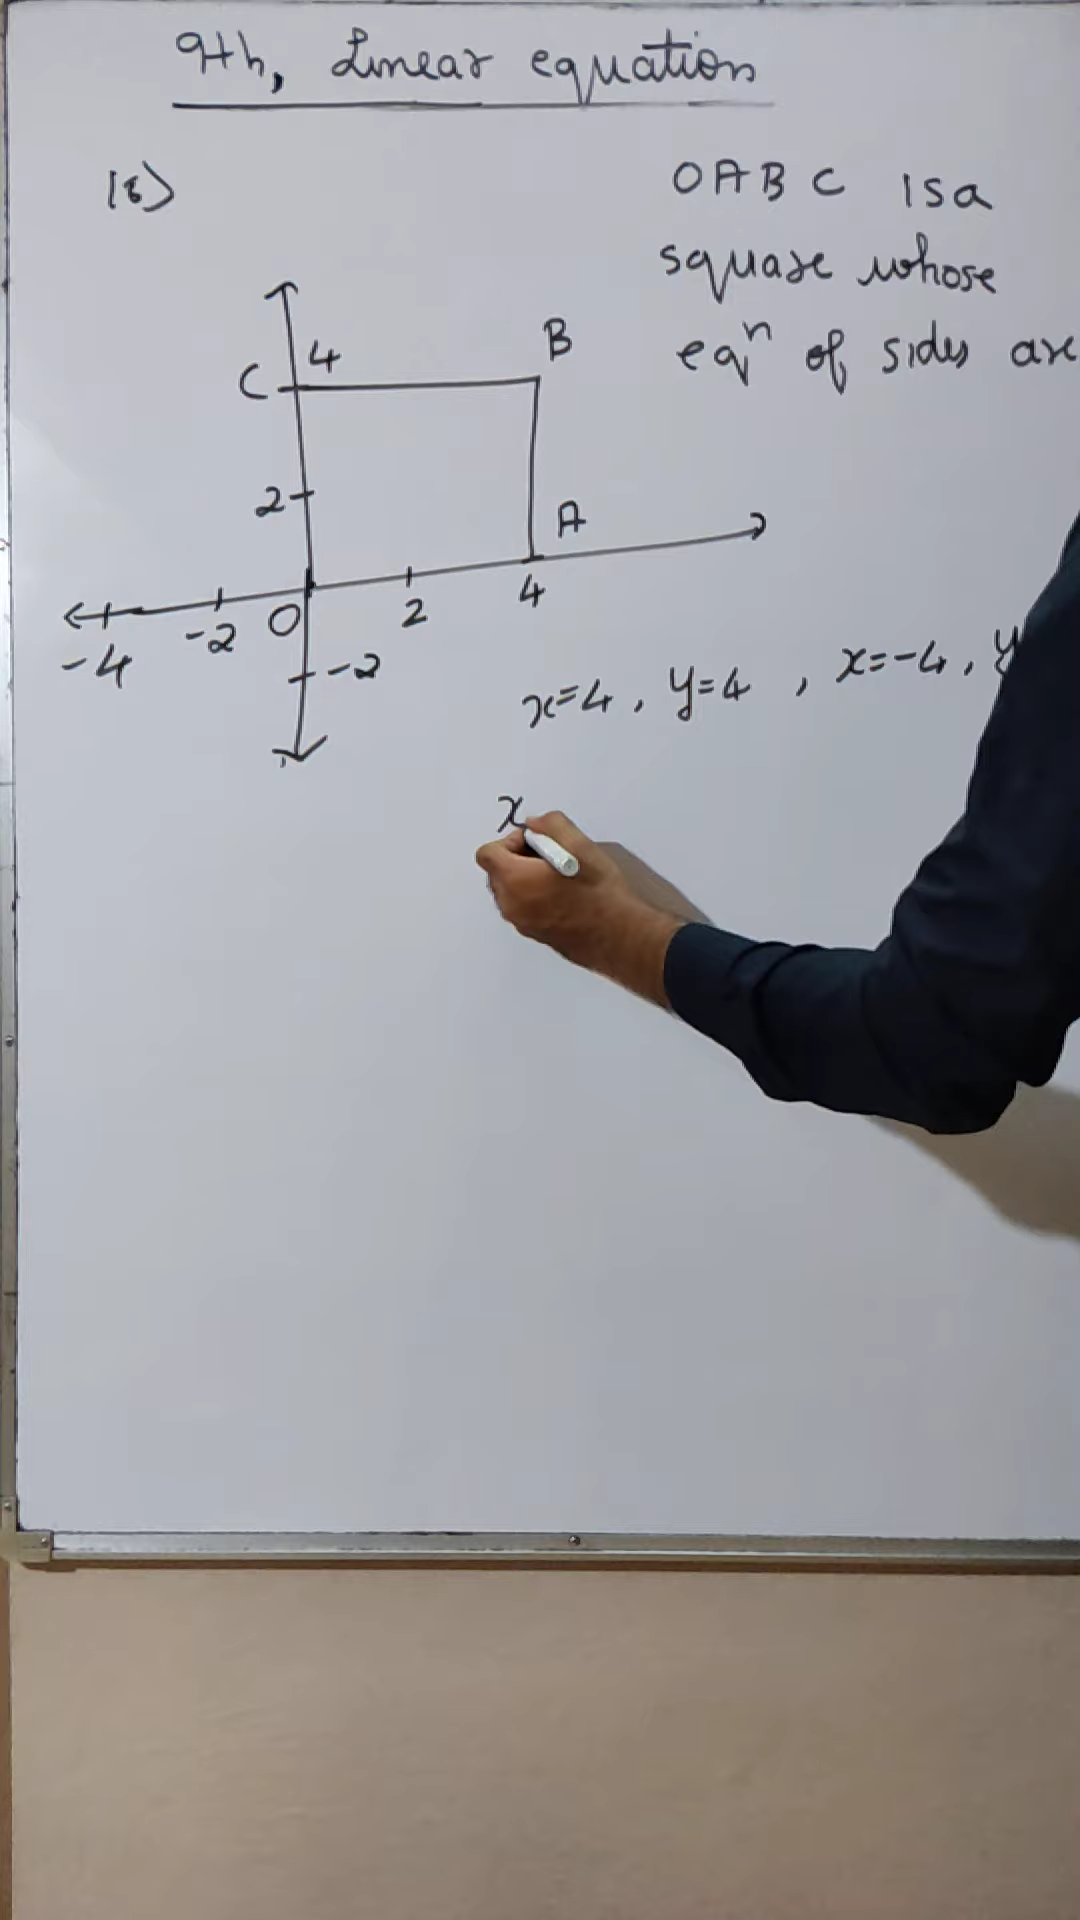 9th, Linear equation
18)
OABC is a
square whose
eqⁿ of sides are
4
B
C
2
A
-4
-2
O
2
4
-2
x=4, y=4, x=-4, y
x